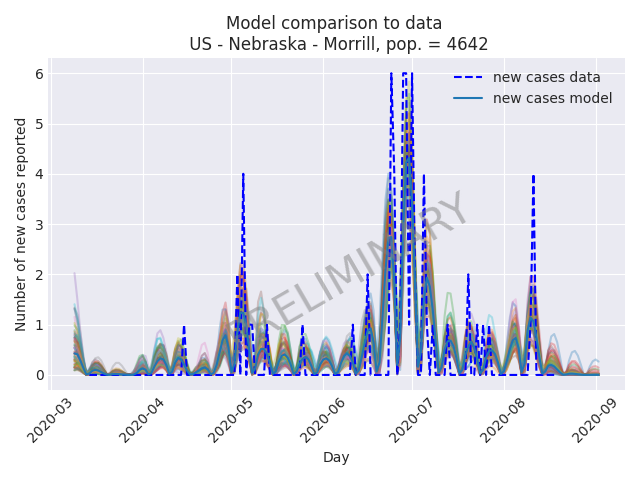 Model comparison to data
US - Nebraska - Morrill, pop. = 4642
6
5
4
3
2
1
0
Number of new cases reported
new cases data
new cases model
PRELIMINARY
2020-03
2020-04
2020-05
2020-06
2020-07
2020-08
2020-09
Day